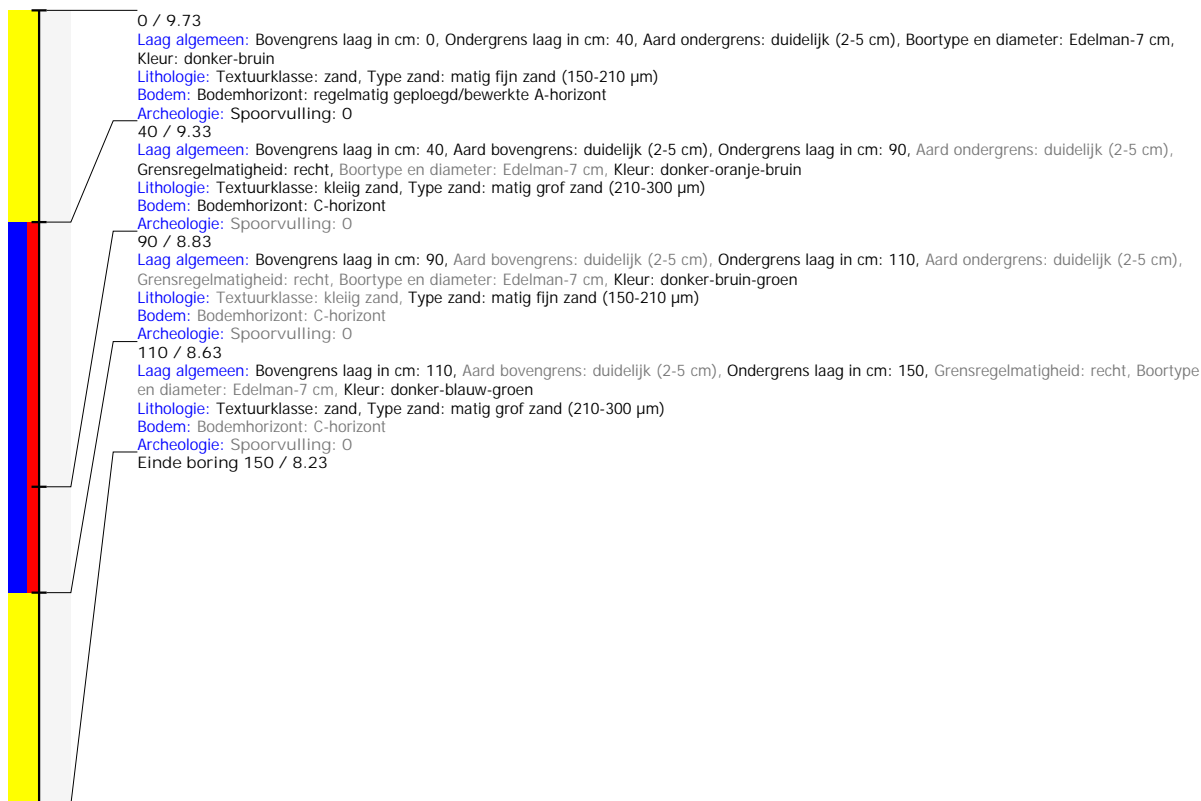 0 / 9.73
Laag algemeen: Bovengrens laag in cm: 0, Ondergrens laag in cm: 40, Aard ondergrens: duidelijk (2-5 cm), Boortype en diameter: Edelman-7 cm,
Kleur: donker-bruin
Lithologie: Textuurklasse: zand, Type zand: matig fijn zand (150-210 µm)
Bodem: Bodemhorizont: regelmatig geploegd/bewerkte A-horizont
Archeologie: Spoorvulling: 0
40 / 9.33
Laag algemeen: Bovengrens laag in cm: 40, Aard bovengrens: duidelijk (2-5 cm), Ondergrens laag in cm: 90, Aard ondergrens: duidelijk (2-5 cm),
Grensregelmatigheid: recht, Boortype en diameter: Edelman-7 cm, Kleur: donker-oranje-bruin
Lithologie: Textuurklasse: kleiig zand, Type zand: matig grof zand (210-300 µm)
Bodem: Bodemhorizont: C-horizont
Archeologie: Spoorvulling: 0
90 / 8.83
Laag algemeen: Bovengrens laag in cm: 90, Aard bovengrens: duidelijk (2-5 cm), Ondergrens laag in cm: 110, Aard ondergrens: duidelijk (2-5 cm),
Grensregelmatigheid: recht, Boortype en diameter: Edelman-7 cm, Kleur: donker-bruin-groen
Lithologie: Textuurklasse: kleiig zand, Type zand: matig fijn zand (150-210 µm)
Bodem: Bodemhorizont: C-horizont
Archeologie: Spoorvulling: 0
110 / 8.63
Laag algemeen: Bovengrens laag in cm: 110, Aard bovengrens: duidelijk (2-5 cm), Ondergrens laag in cm: 150, Grensregelmatigheid: recht, Boortype
en diameter: Edelman-7 cm, Kleur: donker-blauw-groen
Lithologie: Textuurklasse: zand, Type zand: matig grof zand (210-300 µm)
Bodem: Bodemhorizont: C-horizont
Archeologie: Spoorvulling: 0
Einde boring 150 / 8.23